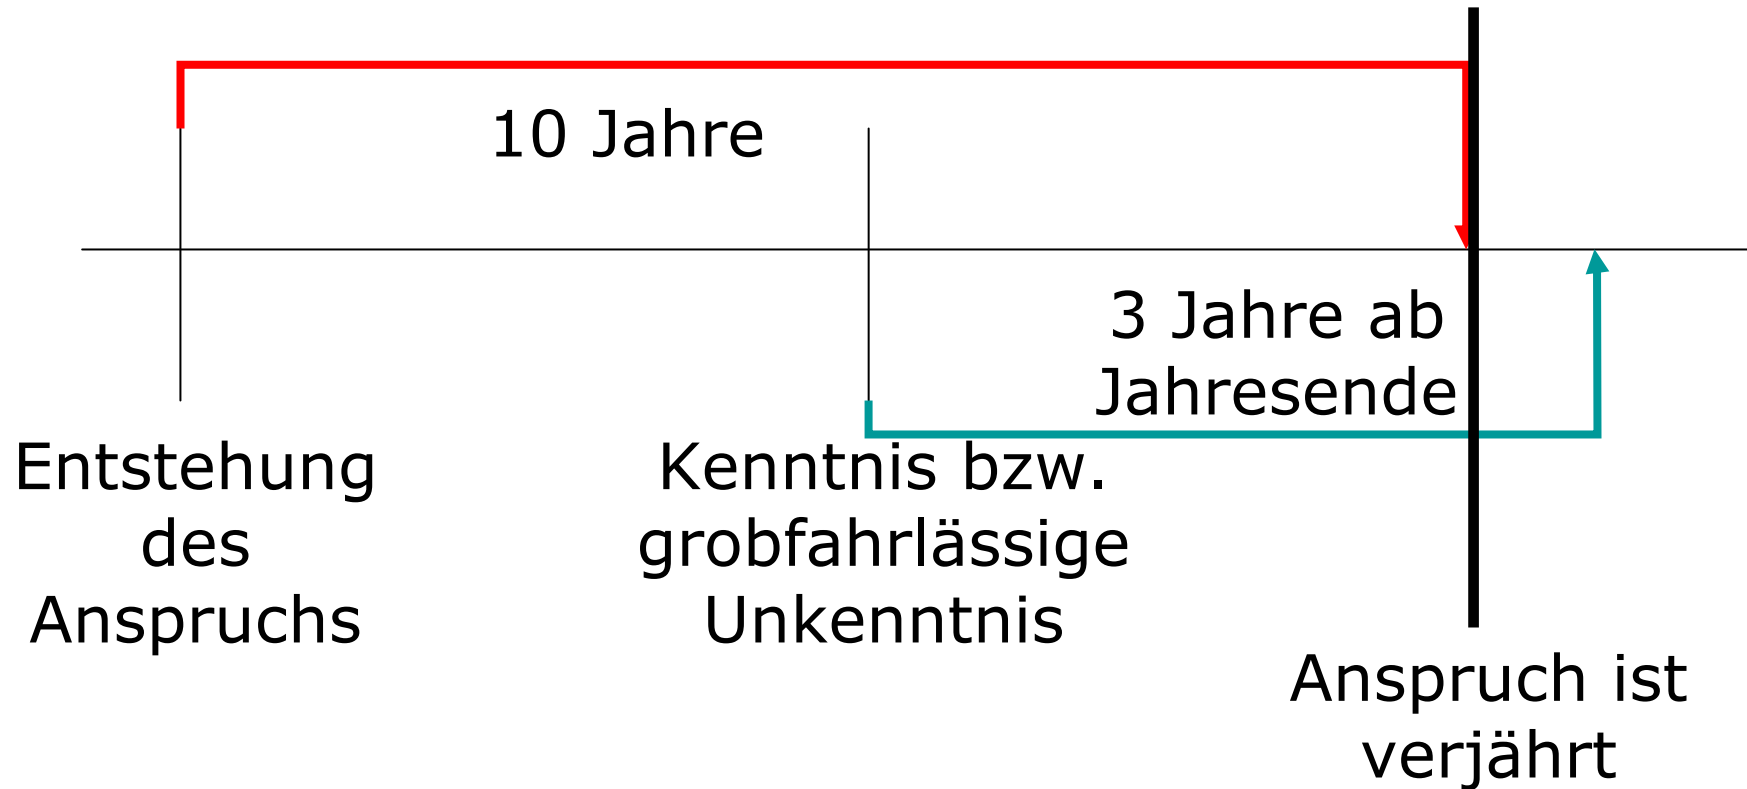 10 Jahre
3 Jahre ab
Jahresende
Entstehung
des
Anspruchs
Kenntnis bzw.
grobfahrlässige
Unkenntnis
Anspruch ist
verjährt